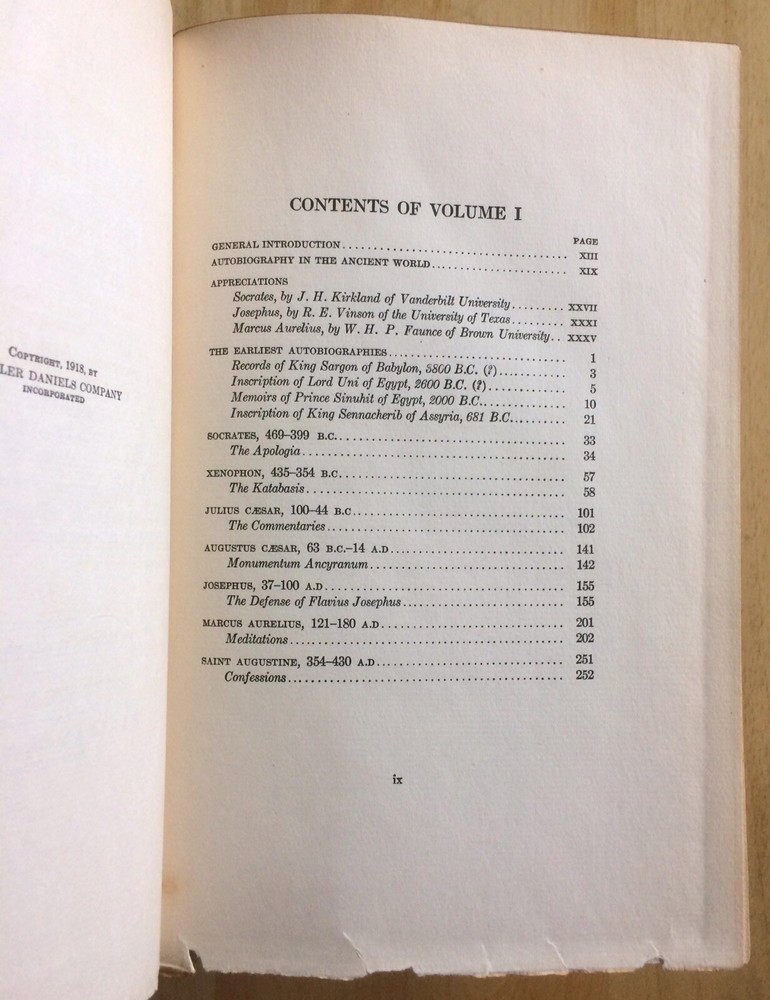 COPYRIGHT, 1918, BY
LER DANIELS COMPANY
INCORPORATED
CONTENTS OF VOLUME I
PAGE
GENERAL INTRODUCTION........................................ XIII
AUTOBIOGRAPHY IN THE ANCIENT WORLD....................... XIX
APPRECIATIONS
Socrates, by J. H. Kirkland of Vanderbilt University......... XXVII
Josephus, by R. E. Vinson of the University of Texas......... XXXI
Marcus Aurelius, by W. H. P. Faunce of Brown University.. XXXV
THE EARLIEST AUTOBIOGRAPHIES.............................. 1
Records of King Sargon of Babylon, 3800 B.C. (?)........... 3
Inscription of Lord Uni of Egypt, 2600 B.C. (?)............. 5
Memoirs of Prince Sinuhit of Egypt, 2000 B.C.............. 10
Inscription of King Sennacherib of Assyria, 681 B.C......... 21
SOCRATES, 469–399 B.C....................................... 33
The Apologia............................................. 34
XENOPHON, 435–354 B.C...................................... 57
The Katabasis............................................ 58
JULIUS CÆSAR, 100–44 B.C.................................... 101
The Commentaries........................................ 102
AUGUSTUS CÆSAR, 63 B.C.–14 A.D............................. 141
Monumentum Ancyranum................................. 142
JOSEPHUS, 37–100 A.D........................................ 155
The Defense of Flavius Josephus........................... 155
MARCUS AURELIUS, 121–180 A.D............................... 201
Meditations.............................................. 202
SAINT AUGUSTINE, 354–430 A.D................................ 251
Confessions............................................... 252
ix